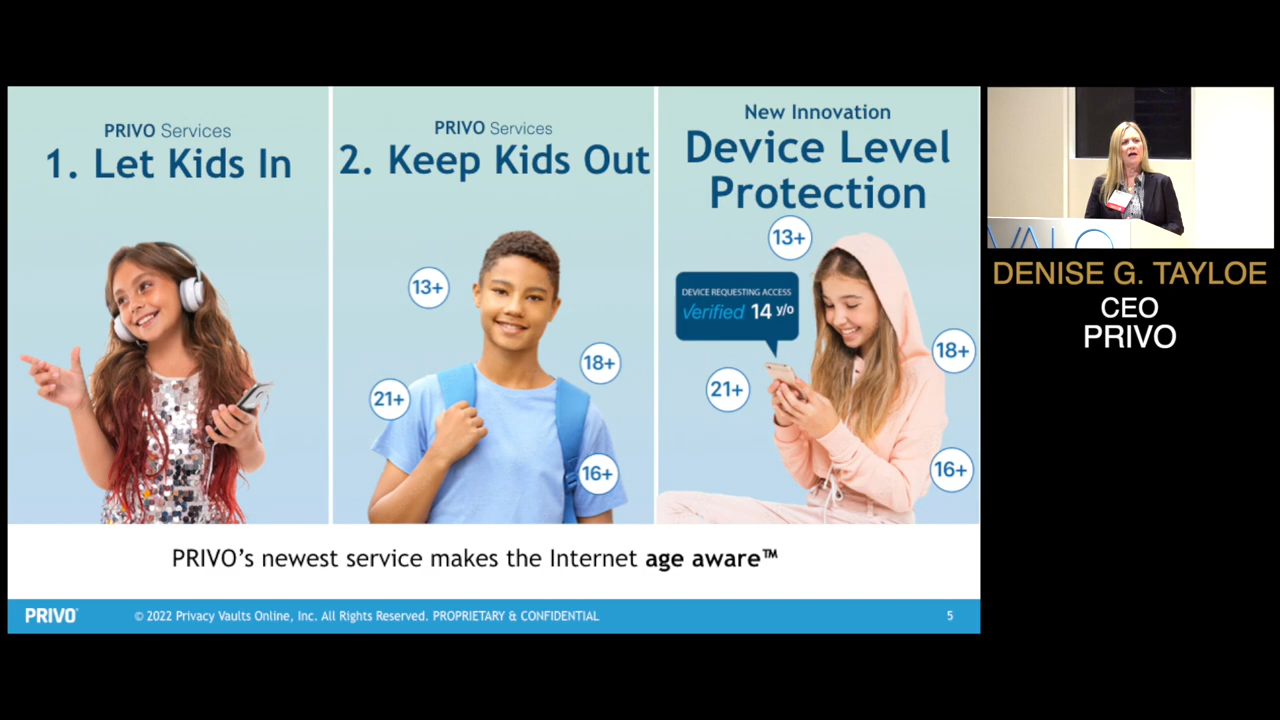 PRIVO Services
1. Let Kids In
PRIVO Services
2. Keep Kids Out
13+
18+
21+
16+
New Innovation
Device Level
Protection
13+
DEVICE REQUESTING ACCESS
Verified 14 y/o
18+
21+
16+
PRIVO's newest service makes the Internet age aware™
PRIVO
© 2022 Privacy Vaults Online, Inc. All Rights Reserved. PROPRIETARY & CONFIDENTIAL
5
DENISE G. TAYLOE
CEO
PRIVO